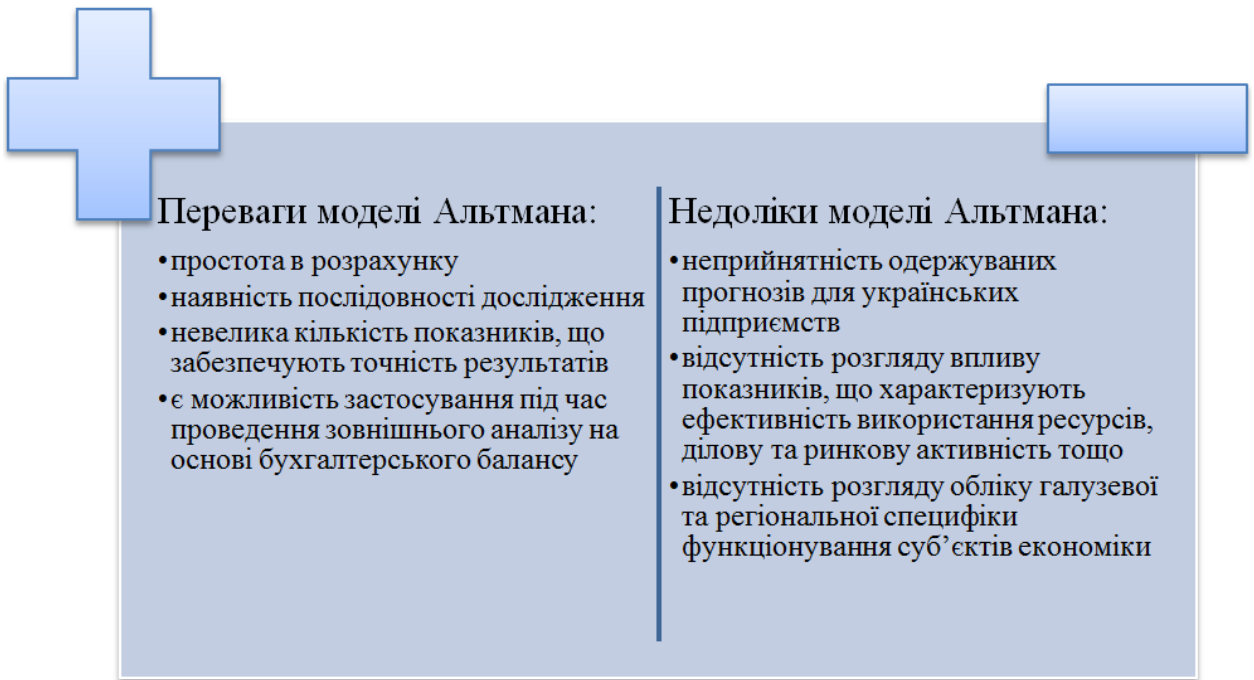 Переваги моделі Альтмана:
•простота в розрахунку
•наявність послідовності дослідження
•невелика кількість показників, що
забезпечують точність результатів
•є можливість застосування під час
проведення зовнішнього аналізу на
основі бухгалтерського балансу
Недоліки моделі Альтмана:
•неприйнятність одержуваних
прогнозів для українських
підприємств
•відсутність розгляду впливу
показників, що характеризують
ефективність використання ресурсів,
ділову та ринкову активність тощо
•відсутність розгляду обліку галузевої
та регіональної специфіки
функціонування суб’єктів економіки